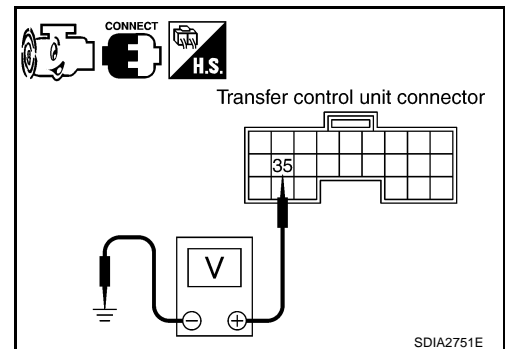 CONNECT
H.S.
Transfer control unit connector
35
V
− +
SDIA2751E